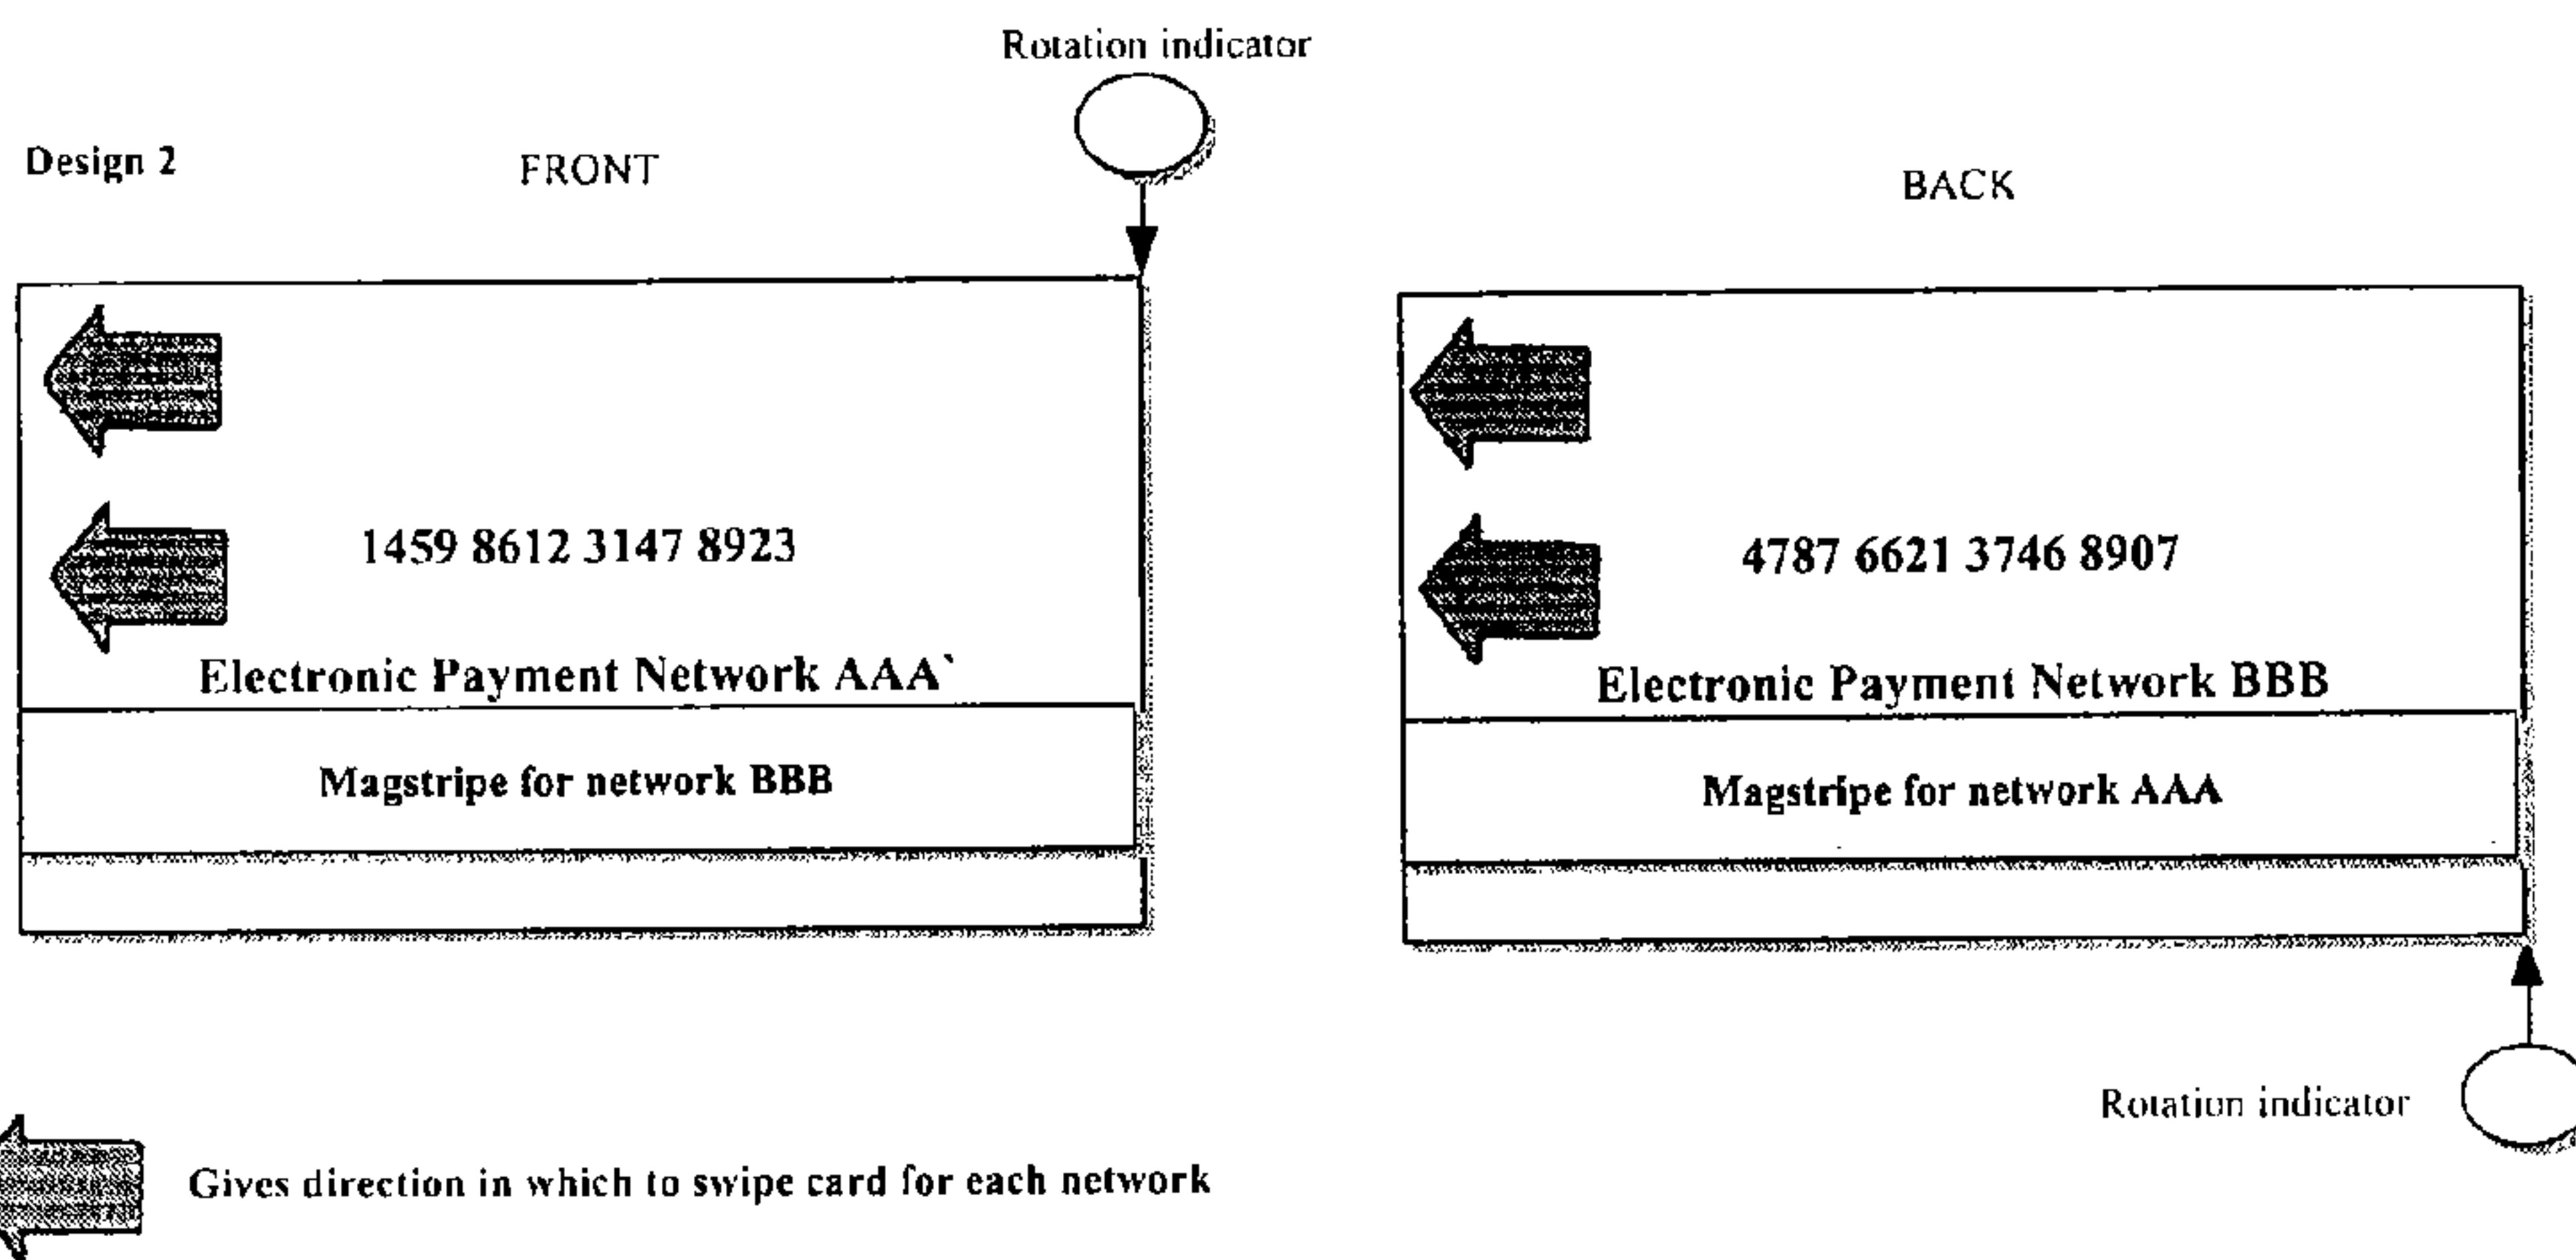 Rotation indicator
Design 2
FRONT
BACK
1459 8612 3147 8923
Electronic Payment Network AAA`
Magstripe for network BBB
4787 6621 3746 8907
Electronic Payment Network BBB
Magstripe for network AAA
Rotation indicator
Gives direction in which to swipe card for each network